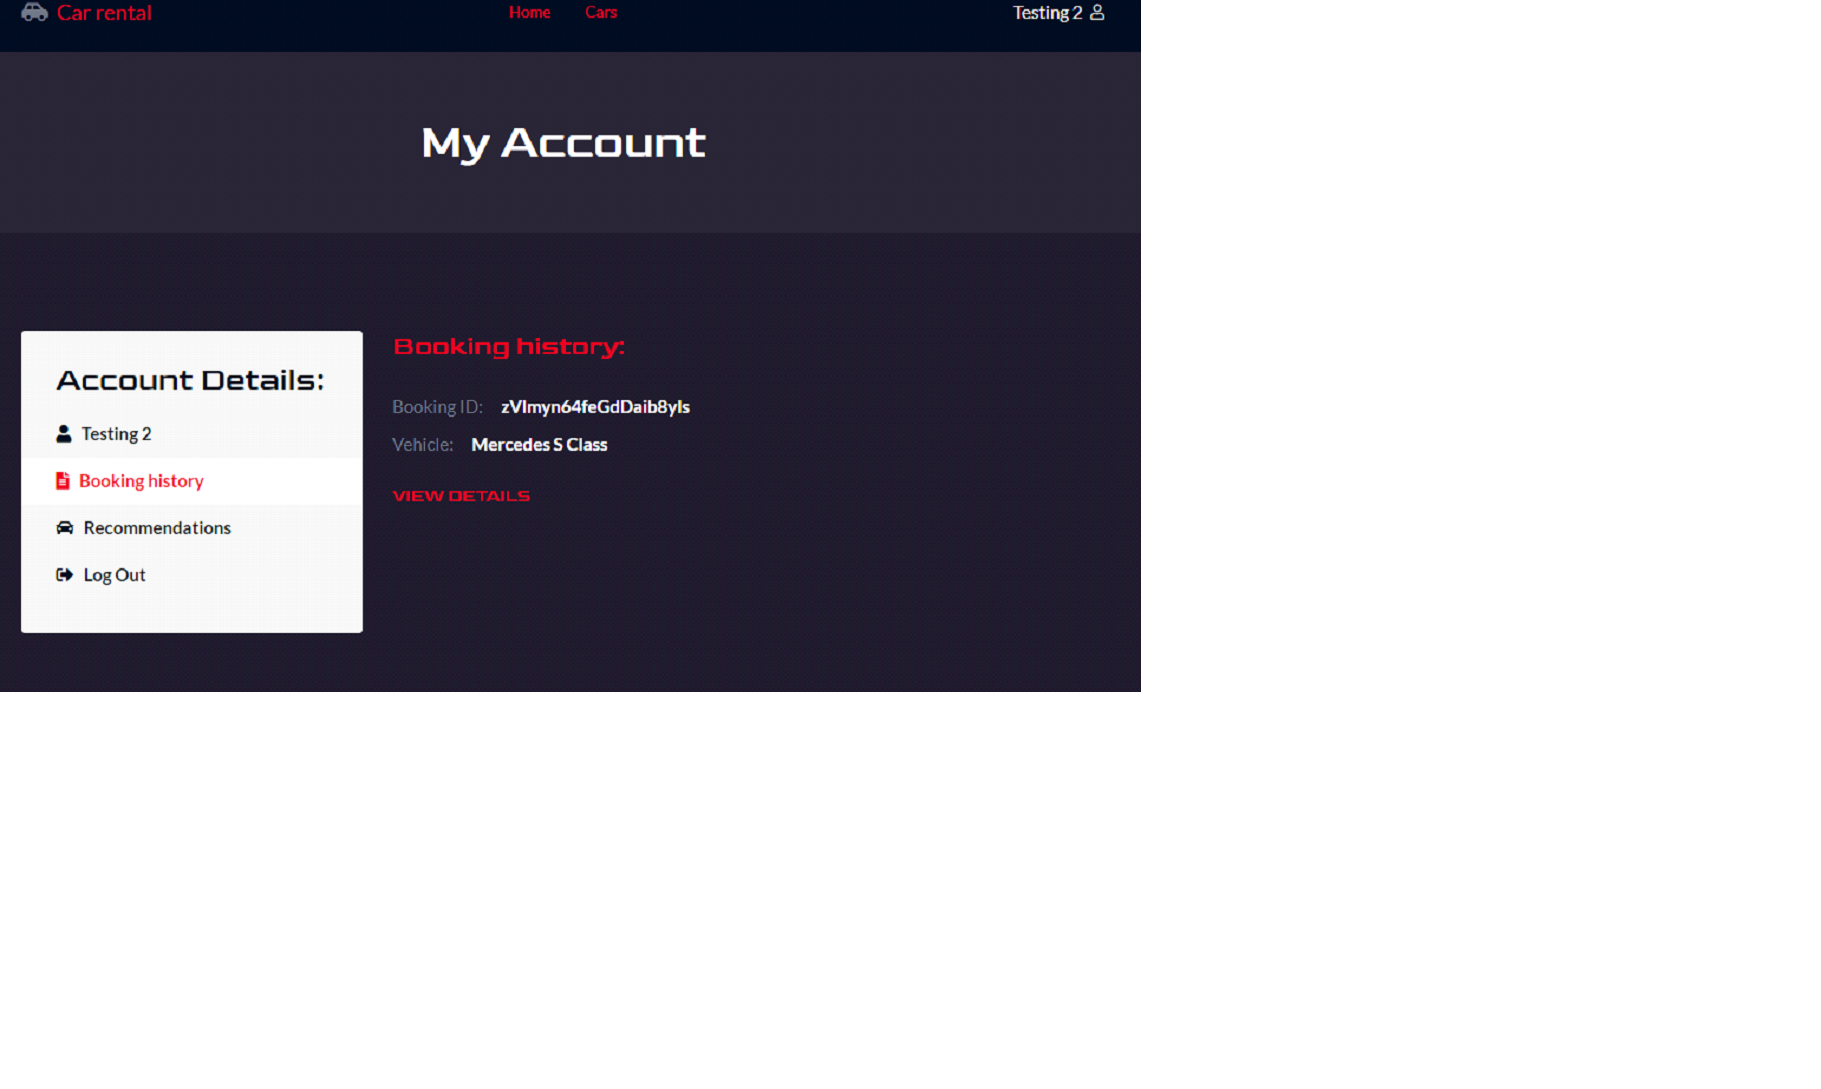 Car rental
Home Cars
Testing 2
My Account
Account Details:
Testing 2
Booking history
Recommendations
Log Out
Booking history:
Booking ID: zVlmyn64feGdDaib8yls
Vehicle: Mercedes S Class
VIEW DETAILS